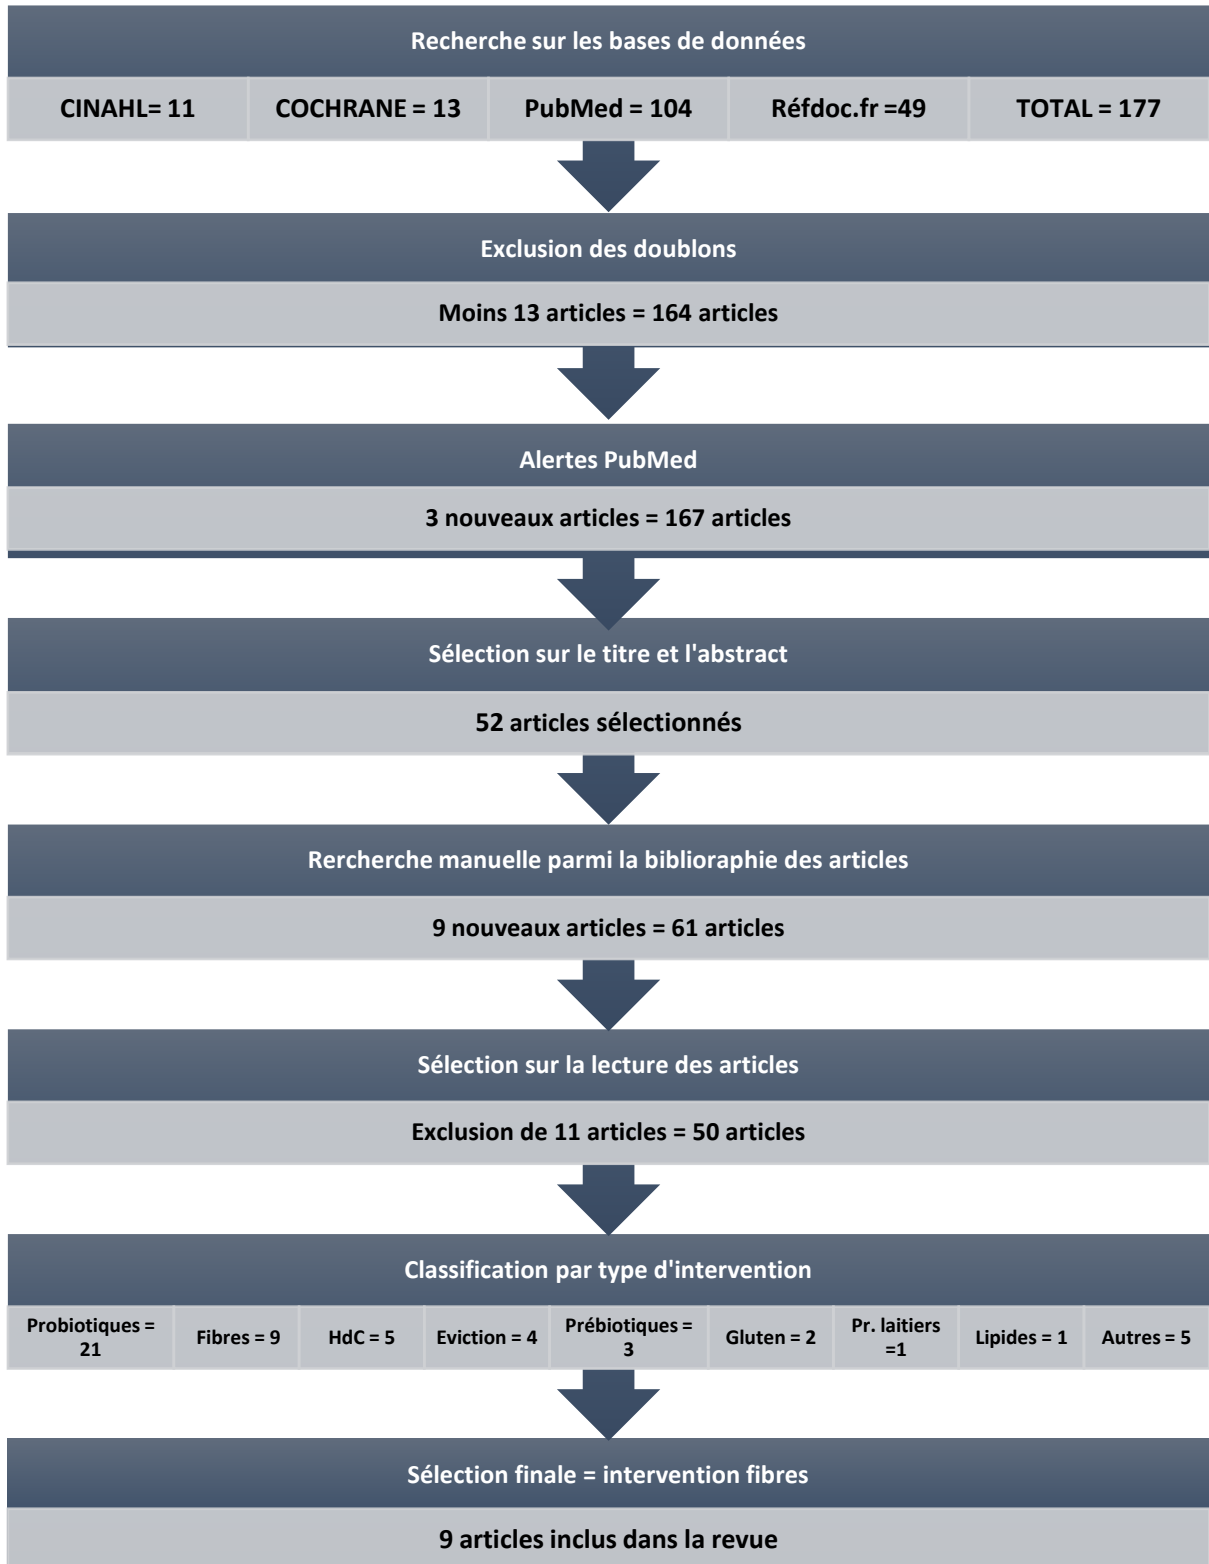 Recherche sur les bases de données
CINAHL= 11 COCHRANE = 13 PubMed = 104 Réfdoc.fr =49 TOTAL = 177
Exclusion des doublons
Moins 13 articles = 164 articles
Alertes PubMed
3 nouveaux articles = 167 articles
Sélection sur le titre et l'abstract
52 articles sélectionnés
Rercherche manuelle parmi la biblioraphie des articles
9 nouveaux articles = 61 articles
Sélection sur la lecture des articles
Exclusion de 11 articles = 50 articles
Classification par type d'intervention
Probiotiques =
21
Fibres = 9
HdC = 5
Eviction = 4
Prébiotiques =
3
Gluten = 2
Pr. laitiers
=1
Lipides = 1
Autres = 5
Sélection finale = intervention fibres
9 articles inclus dans la revue